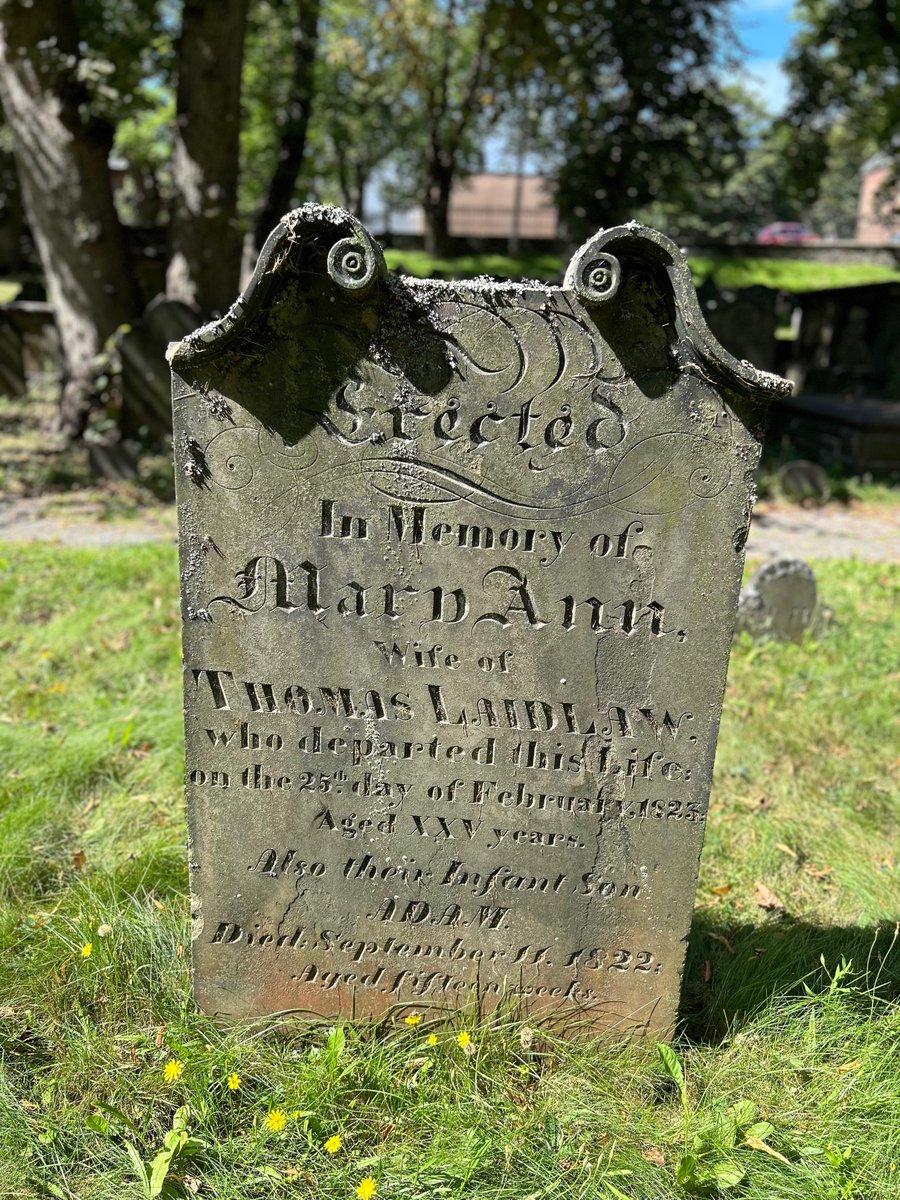 Erected
In Memory of
Mary Ann,
Wife of
THOMAS LAIDLAW,
who departed this Life:
on the 25th. day of February, 1823.
Aged XXV years.
Also their Infant Son
ADAM.
Died September 11. 1822;
Aged fifteen weeks.